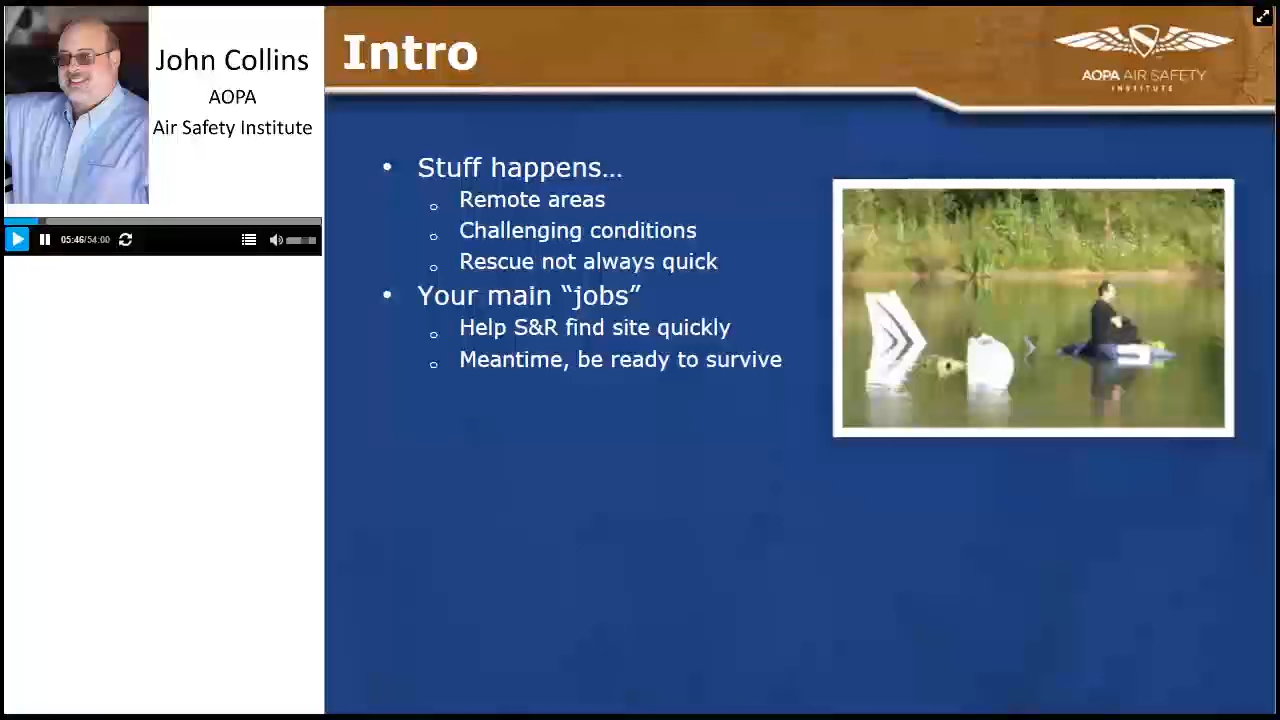 John Collins
AOPA
Air Safety Institute
05:46/54:00
Intro
AOPA AIR SAFETY
INSTITUTE
• Stuff happens…
o Remote areas
o Challenging conditions
o Rescue not always quick
• Your main “jobs”
o Help S&R find site quickly
o Meantime, be ready to survive